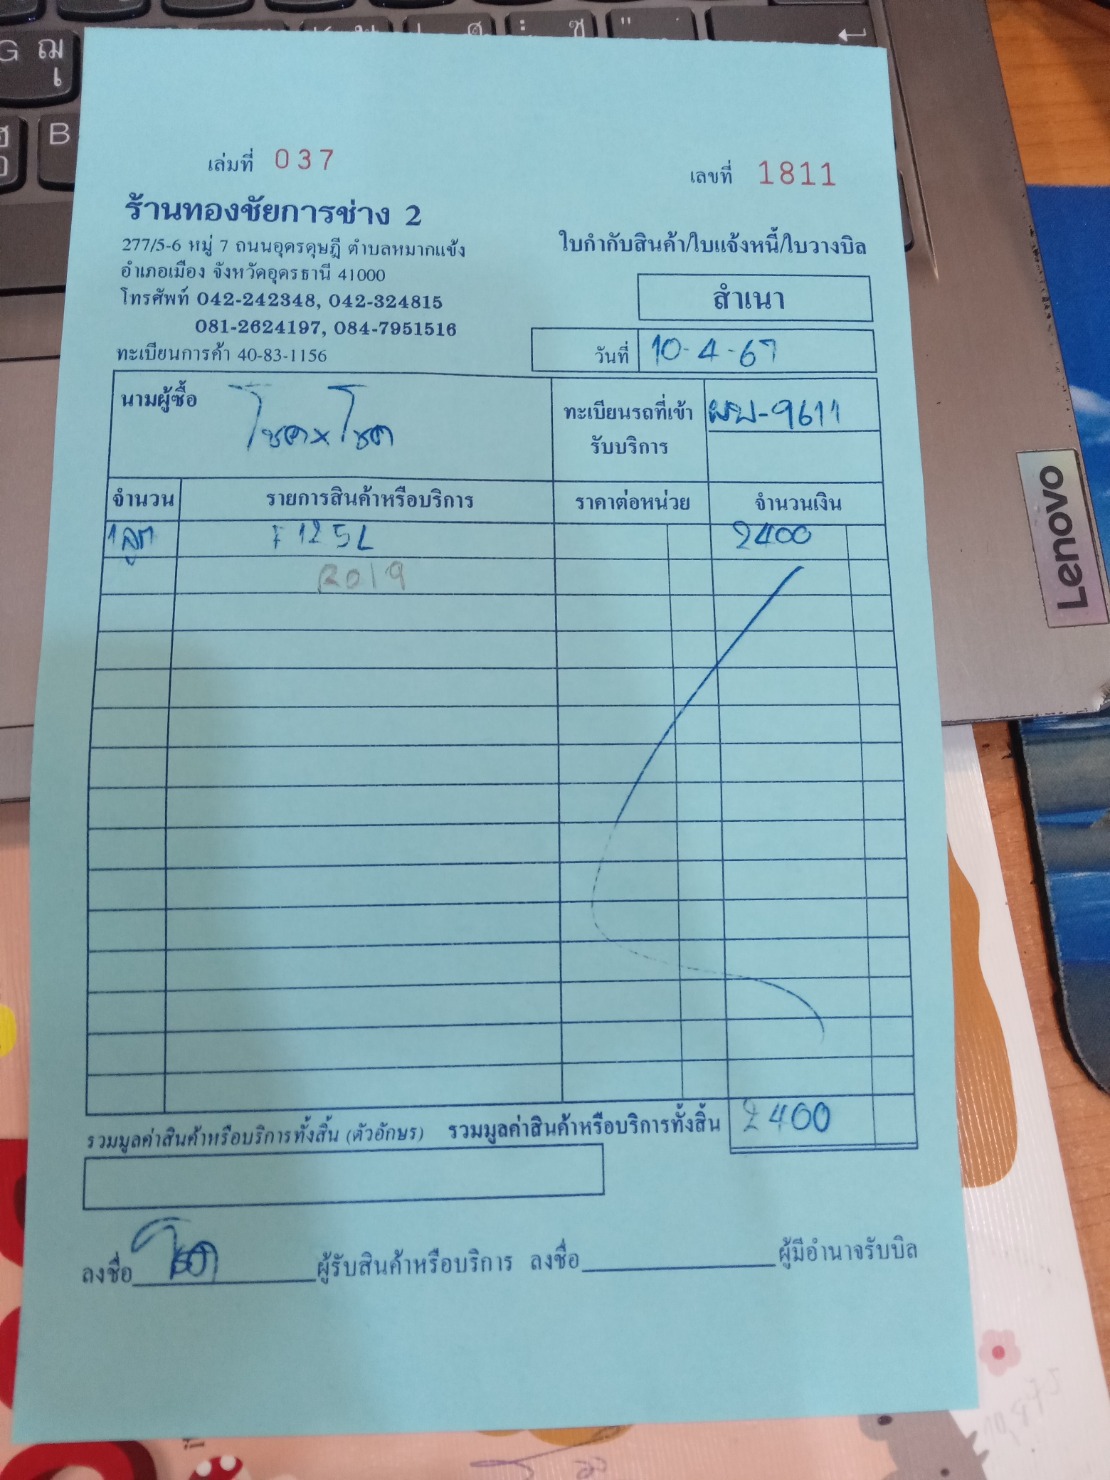 เล่มที่ 037
เลขที่ 1811
ร้านทองชัยการช่าง 2
277/5-6 หมู่ 7 ถนนอุดรดุษฎี ตำบลหมากแข้ง
อำเภอเมือง จังหวัดอุดรธานี 41000
โทรศัพท์ 042-242348, 042-324815
081-2624197, 084-7951516
ทะเบียนการค้า 40-83-1156
ใบกำกับสินค้า/ใบแจ้งหนี้/ใบวางบิล
สำเนา
วันที่ 10-4-67
นามผู้ซื้อ โชคxโชค
ทะเบียนรถที่เข้า
รับบริการ
-9611
จำนวน รายการสินค้าหรือบริการ ราคาต่อหน่วย จำนวนเงิน
1 ลูก F 125L 2400
2019
รวมมูลค่าสินค้าหรือบริการทั้งสิ้น (ตัวอักษร) รวมมูลค่าสินค้าหรือบริการทั้งสิ้น 2400
ลงชื่อ โชค ผู้รับสินค้าหรือบริการ ลงชื่อ ผู้มีอำนาจรับบิล
Lenovo